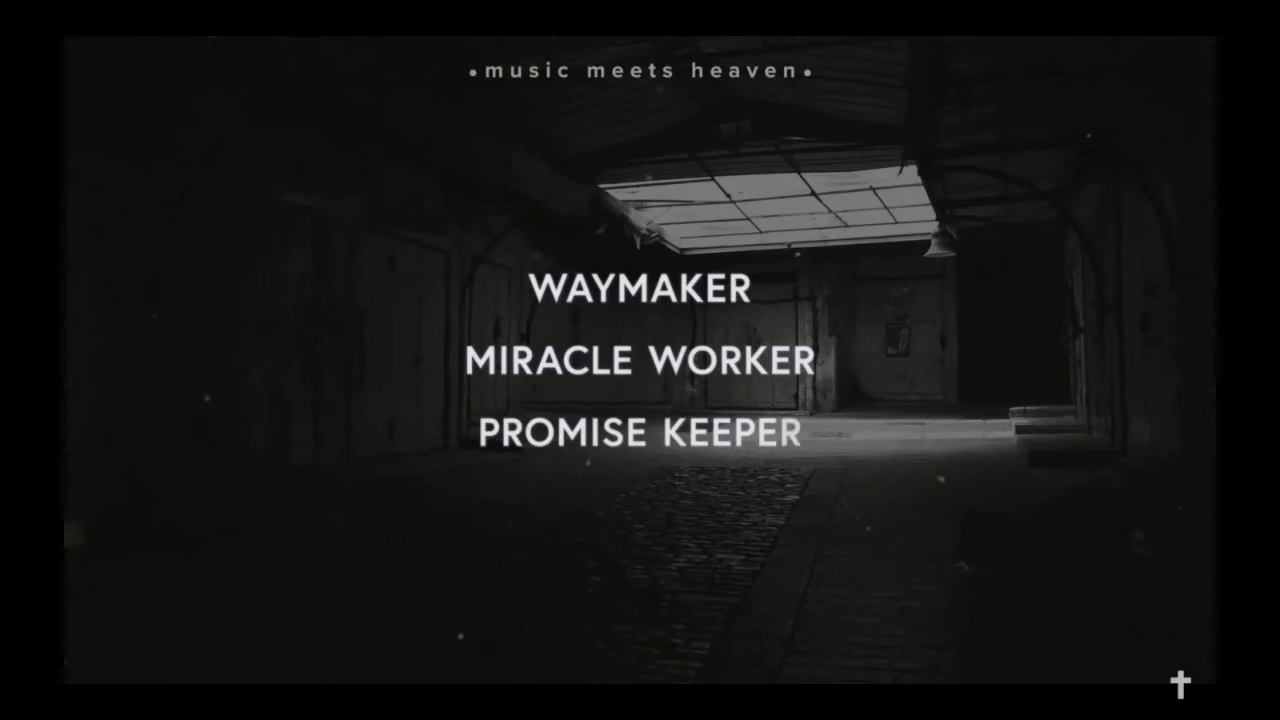 •music meets heaven•
WAYMAKER
MIRACLE WORKER
PROMISE KEEPER